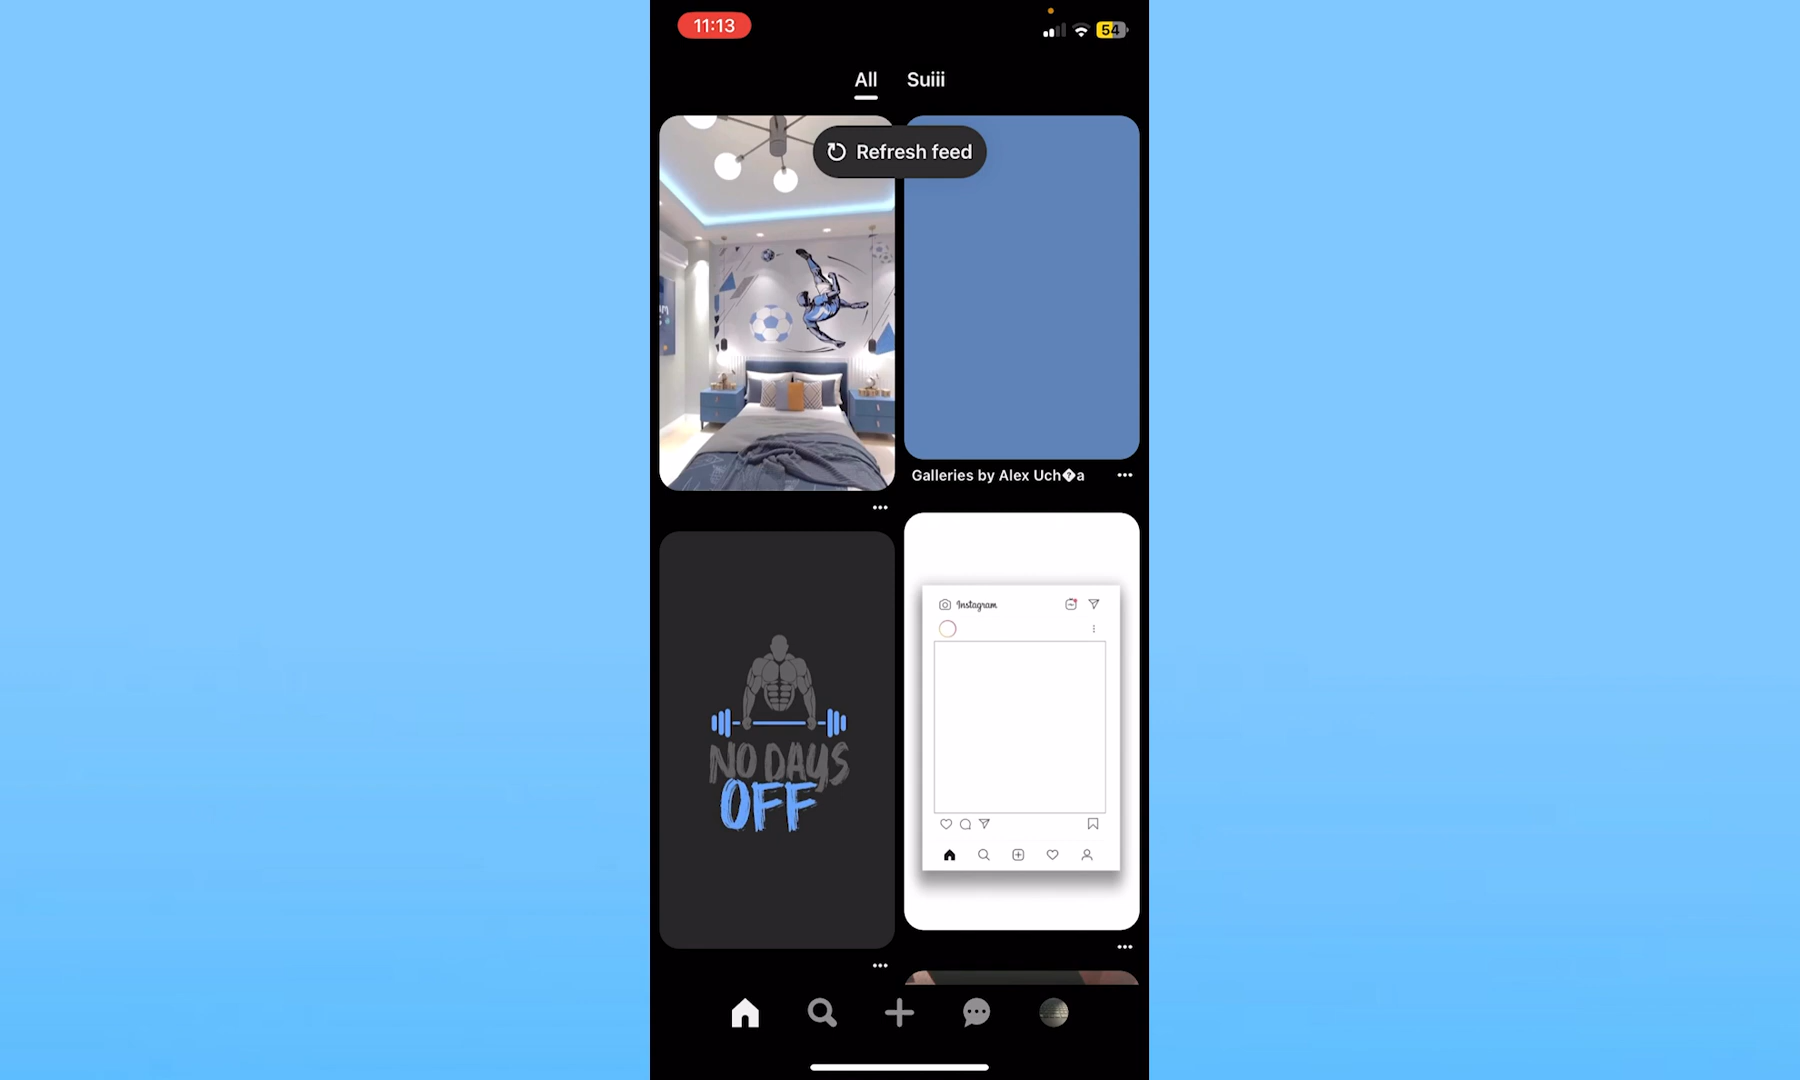 11:13
54
All
Suiii
Refresh feed
Galleries by Alex Uch�a
Instagram
NO DAYS
OFF